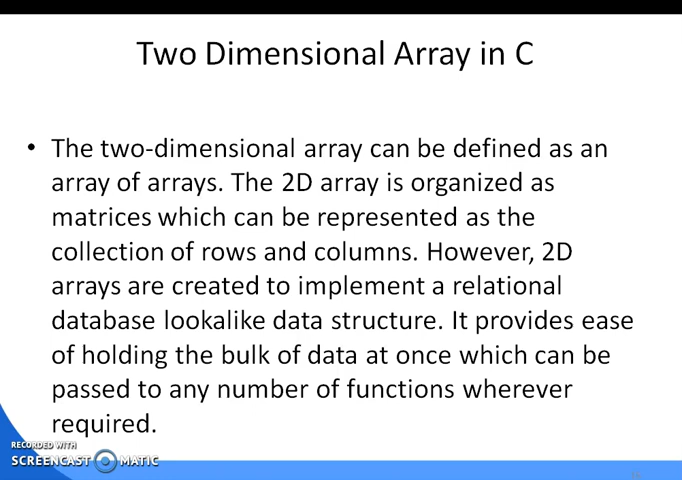 Two Dimensional Array in C
• The two-dimensional array can be defined as an
array of arrays. The 2D array is organized as
matrices which can be represented as the
collection of rows and columns. However, 2D
arrays are created to implement a relational
database lookalike data structure. It provides ease
of holding the bulk of data at once which can be
passed to any number of functions wherever
required.
RECORDED WITH
SCREENCAST MATIC